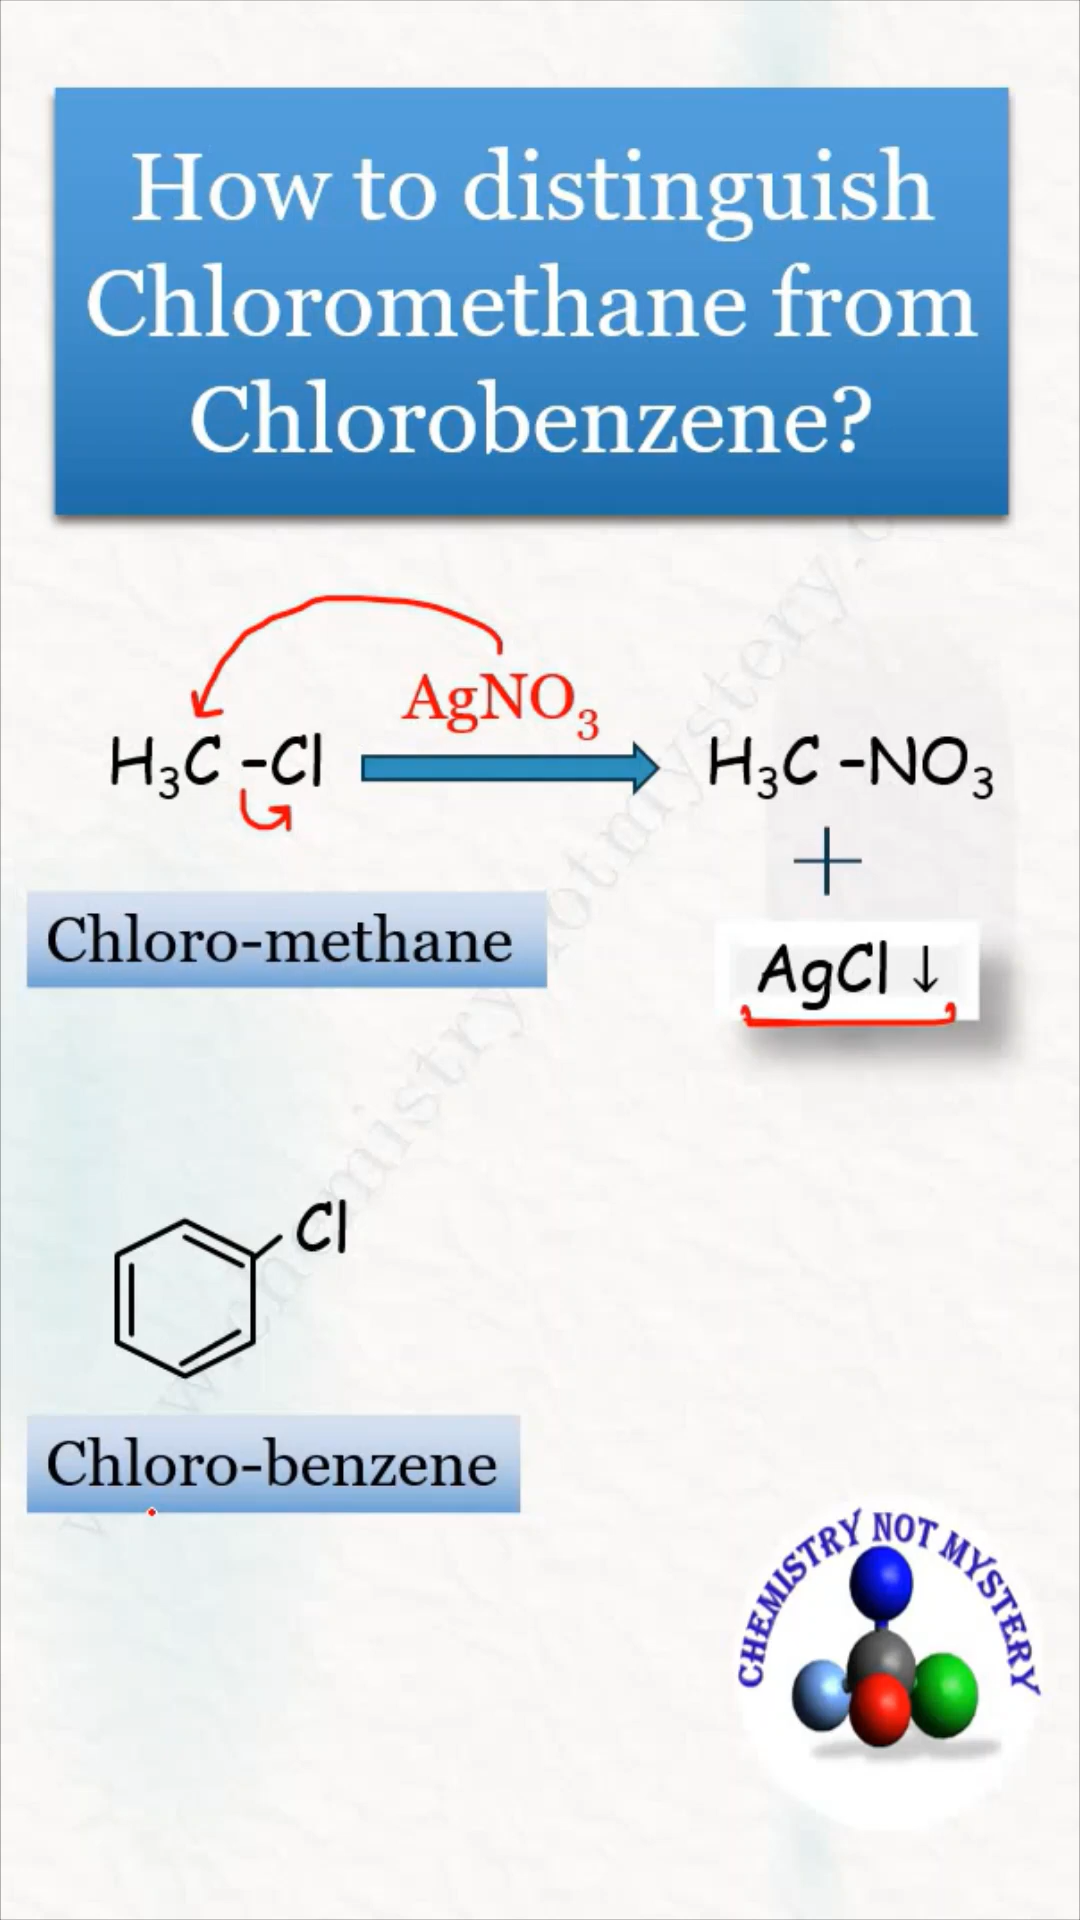 How to distinguish
Chloromethane from
Chlorobenzene?
AgNO₃
H₃C –Cl
H₃C –NO₃
+
Chloro-methane
AgCl ↓
Cl
Chloro-benzene
CHEMISTRY NOT MYSTERY